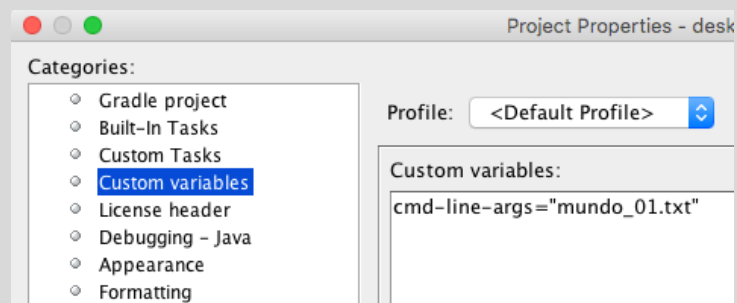 Project Properties - desk
Categories:
Gradle project
Built-In Tasks
Custom Tasks
Custom variables
License header
Debugging - Java
Appearance
Formatting
Profile: <Default Profile>
Custom variables:
cmd-line-args="mundo_01.txt"